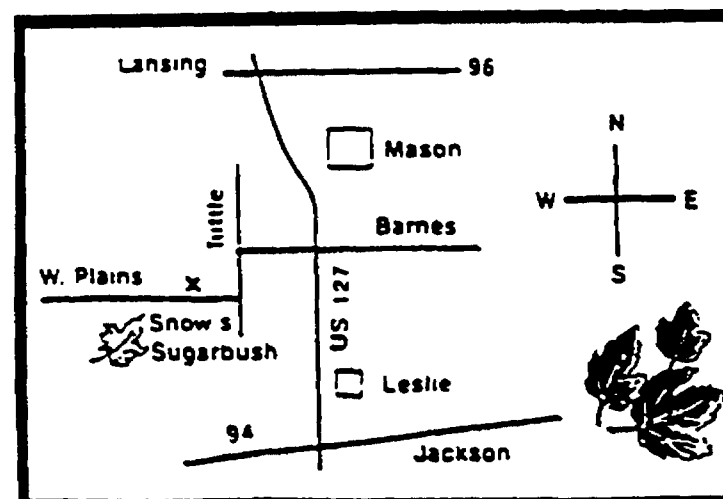 Lansing
96
Mason
N
W E
S
Tuttle
Barnes
W. Plains X
US 127
Snow s
Sugarbush
Leslie
94
Jackson